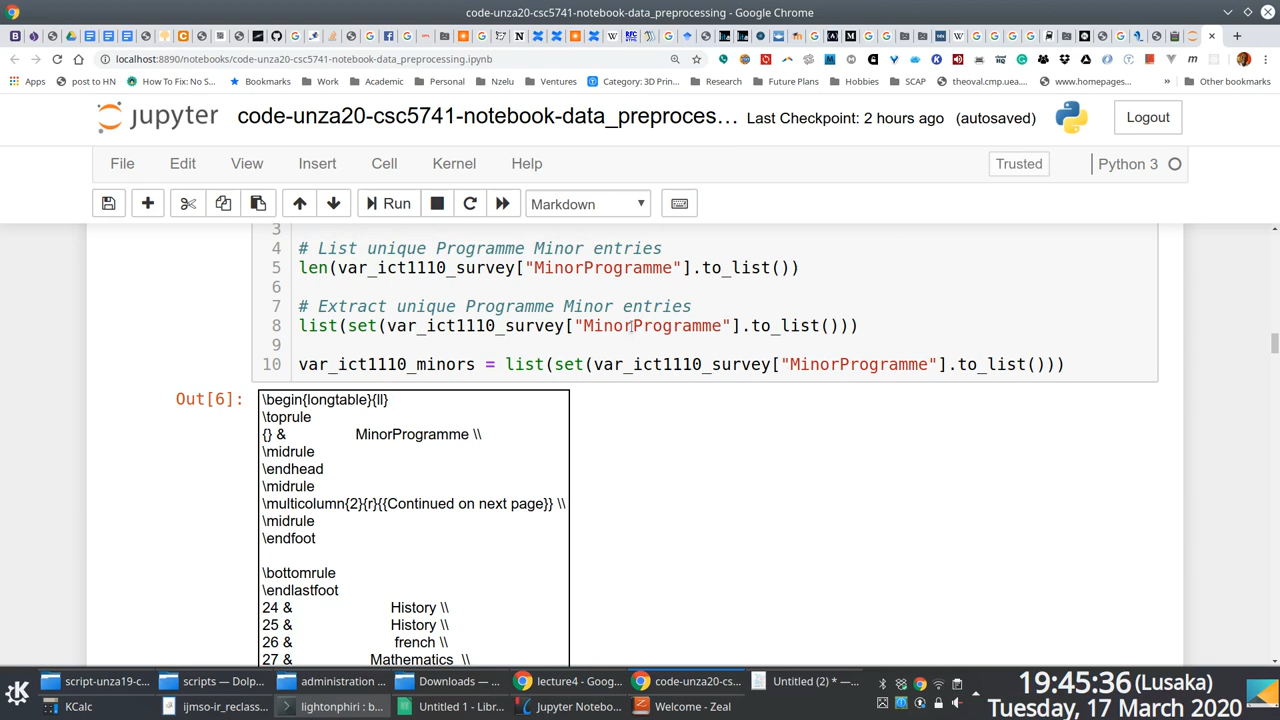 code-unza20-csc5741-notebook-data_preprocessing - Google Chrome
localhost:8890/notebooks/code-unza20-csc5741-notebook-data_preprocessing.ipynb
Apps post to HN How To Fix: No S... Bookmarks Work Academic Personal Nzelu Ventures Category: 3D Prin... Research Future Plans Hobbies SCAP theoval.cmp.uea.... www.homepages... Other bookmarks
jupyter code-unza20-csc5741-notebook-data_preproces... Last Checkpoint: 2 hours ago (autosaved) Logout
File Edit View Insert Cell Kernel Help Trusted Python 3
Run Markdown
3
4 # List unique Programme Minor entries
5 len(var_ict1110_survey["MinorProgramme"].to_list())
6
7 # Extract unique Programme Minor entries
8 list(set(var_ict1110_survey["MinorProgramme"].to_list()))
9
10 var_ict1110_minors = list(set(var_ict1110_survey["MinorProgramme"].to_list()))
Out[6]: \begin{longtable}{ll}
\toprule
{} & MinorProgramme \\
\midrule
\endhead
\midrule
\multicolumn{2}{r}{{Continued on next page}} \\
\midrule
\endfoot
\bottomrule
\endlastfoot
24 & History \\
25 & History \\
26 & french \\
27 & Mathematics \\
script-unza19-c... scripts — Dolp... administration ... Downloads — ... lecture4 - Goog... code-unza20-cs... Untitled (2) * —...
KCalc ijmso-ir_reclass... lightonphiri : b... Untitled 1 - Libr... Jupyter Notebo... Welcome - Zeal
19:45:36 (Lusaka)
Tuesday, 17 March 2020